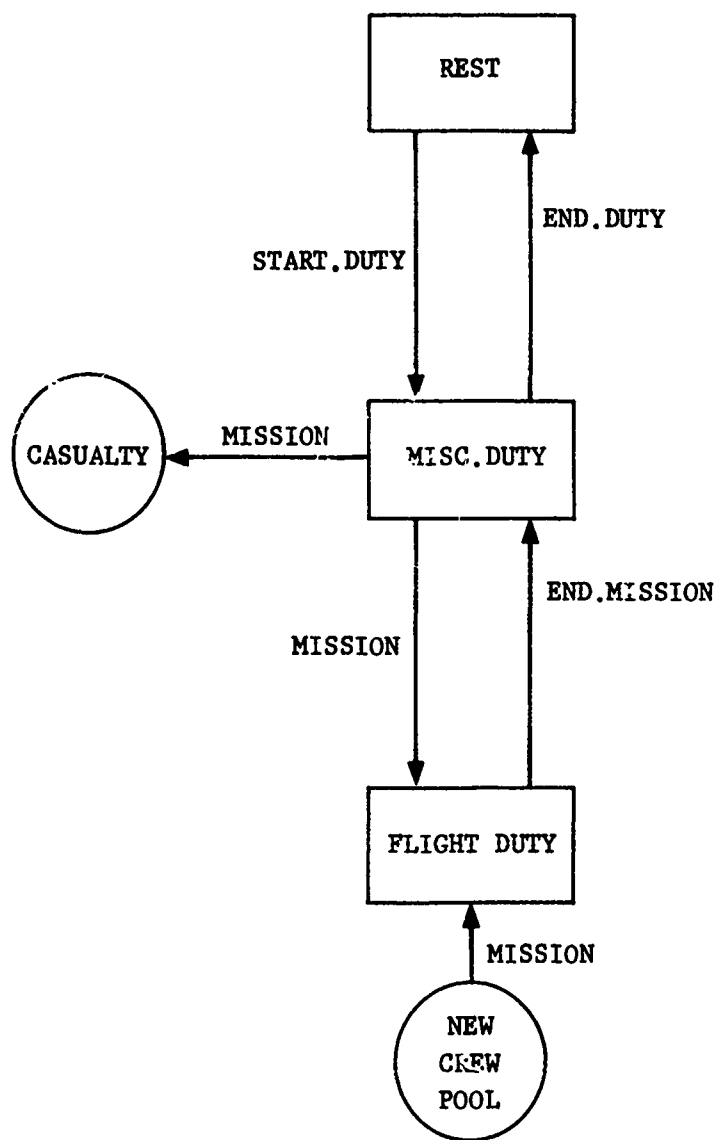 REST
END.DUTY
START.DUTY
MISSION
CASUALTY
MISC.DUTY
END.MISSION
MISSION
FLIGHT DUTY
MISSION
NEW
CREW
POOL